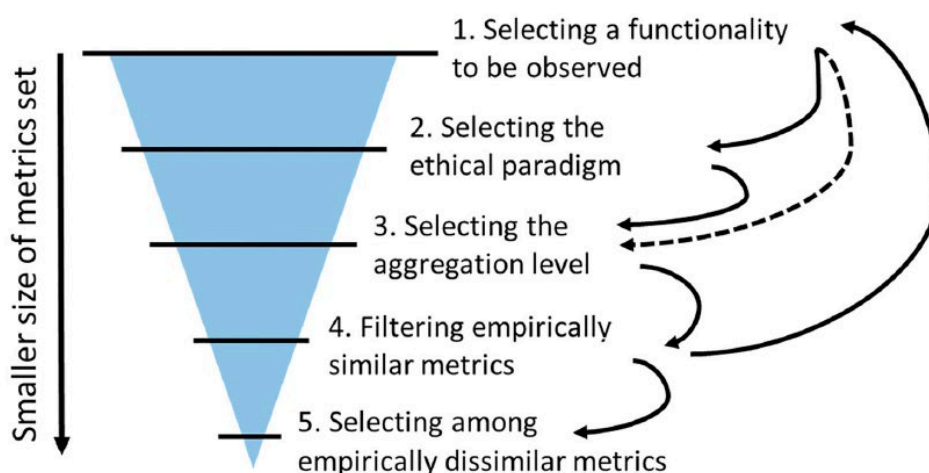 Smaller size of metrics set
1. Selecting a functionality
to be observed
2. Selecting the
ethical paradigm
3. Selecting the
aggregation level
4. Filtering empirically
similar metrics
5. Selecting among
empirically dissimilar metrics